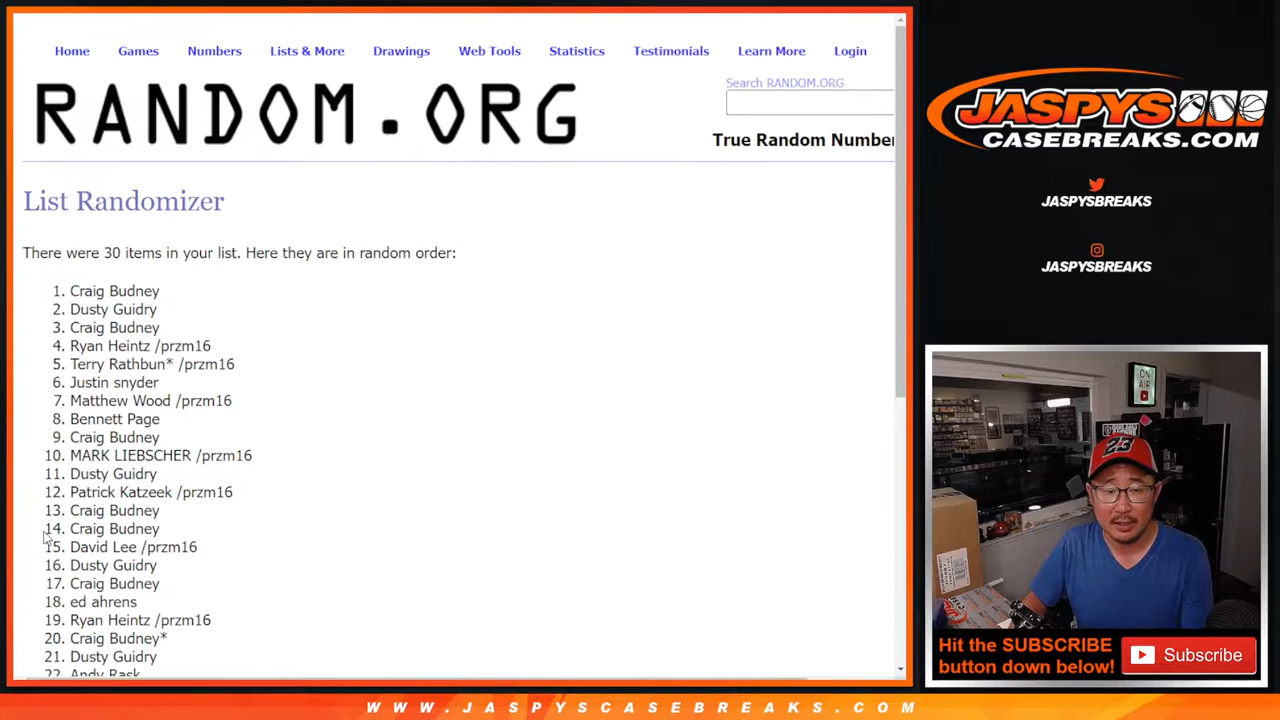 Home Games Numbers Lists & More Drawings Web Tools Statistics Testimonials Learn More Login
Search RANDOM.ORG
RANDOM.ORG
True Random Number
List Randomizer
There were 30 items in your list. Here they are in random order:
1. Craig Budney
2. Dusty Guidry
3. Craig Budney
4. Ryan Heintz /przm16
5. Terry Rathbun* /przm16
6. Justin snyder
7. Matthew Wood /przm16
8. Bennett Page
9. Craig Budney
10. MARK LIEBSCHER /przm16
11. Dusty Guidry
12. Patrick Katzeek /przm16
13. Craig Budney
14. Craig Budney
15. David Lee /przm16
16. Dusty Guidry
17. Craig Budney
18. ed ahrens
19. Ryan Heintz /przm16
20. Craig Budney*
21. Dusty Guidry
22. Andy Rask
JASPYS
CASEBREAKS.COM
JASPYSBREAKS
JASPYSBREAKS
ON
AIR
23
Hit the SUBSCRIBE
button down below!
Subscribe
WWW.JASPYSCASEBREAKS.COM